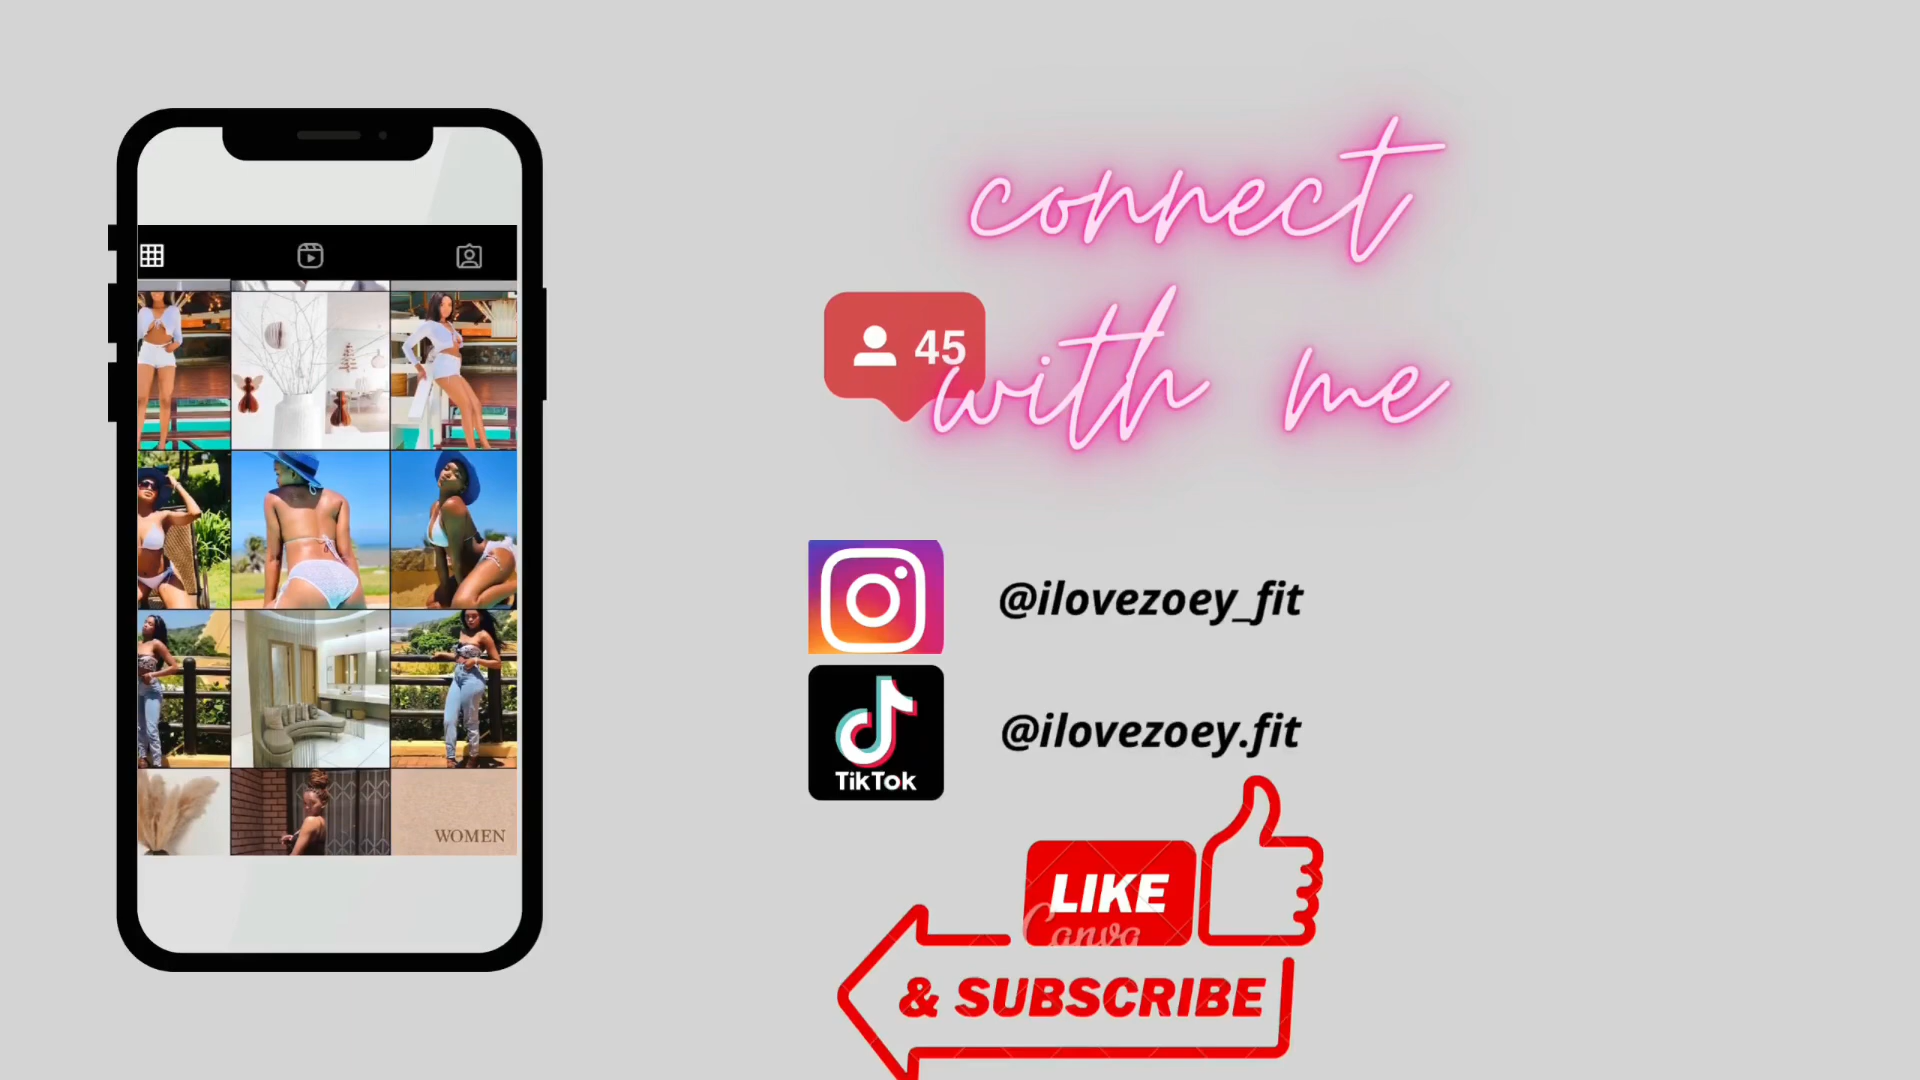 connect
with me
45
@ilovezoey_fit
TikTok
@ilovezoey.fit
WOMEN
LIKE
Canva
& SUBSCRIBE